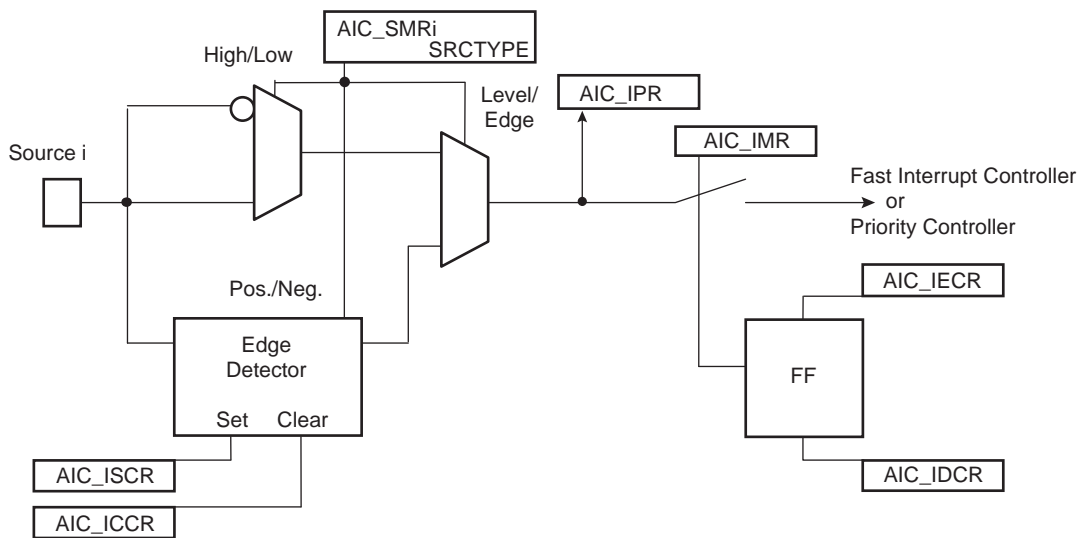 AIC_SMRi
SRCTYPE
High/Low
Level/
Edge
AIC_IPR
AIC_IMR
Source i
Fast Interrupt Controller
or
Priority Controller
Pos./Neg.
AIC_IECR
Edge
Detector
FF
Set Clear
AIC_ISCR
AIC_IDCR
AIC_ICCR